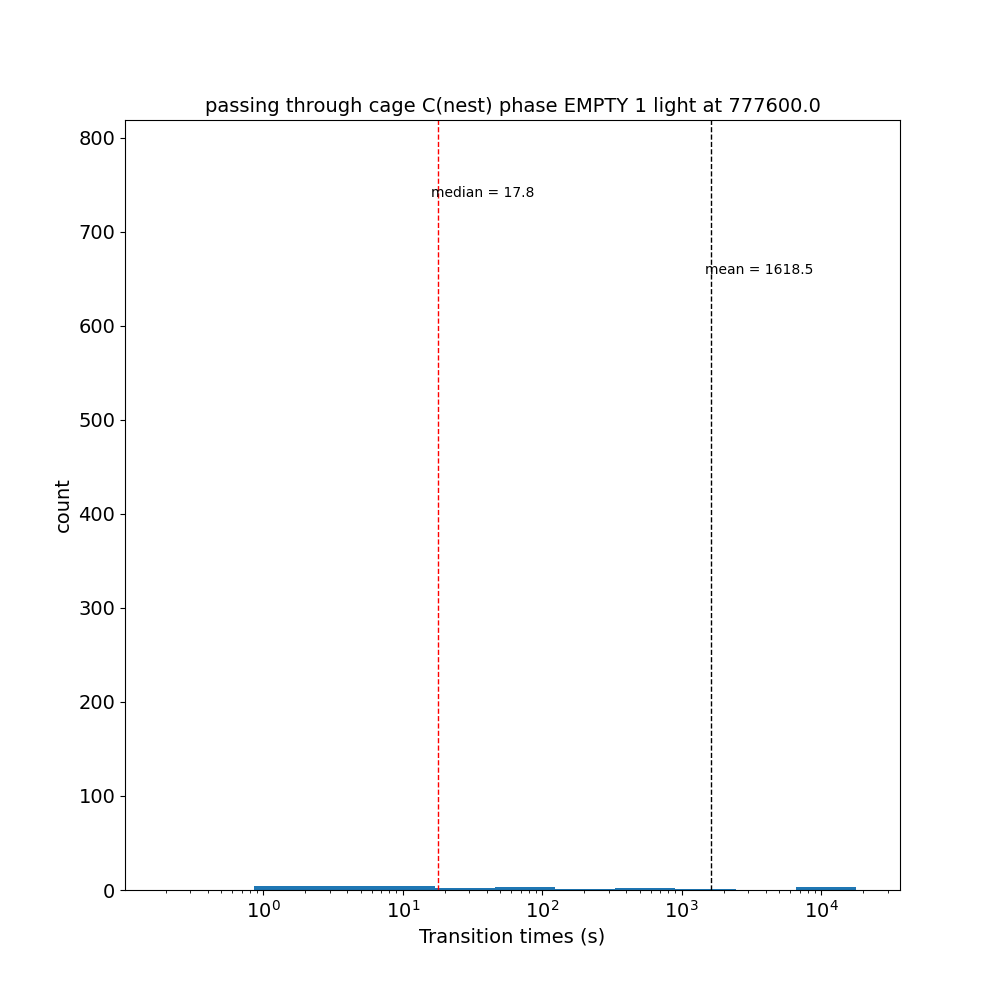 passing through cage C(nest) phase EMPTY 1 light at 777600.0
800
median = 17.8
700
mean = 1618.5
600
500
count
400
300
200
100
0
10⁰ 10¹ 10² 10³ 10⁴
Transition times (s)